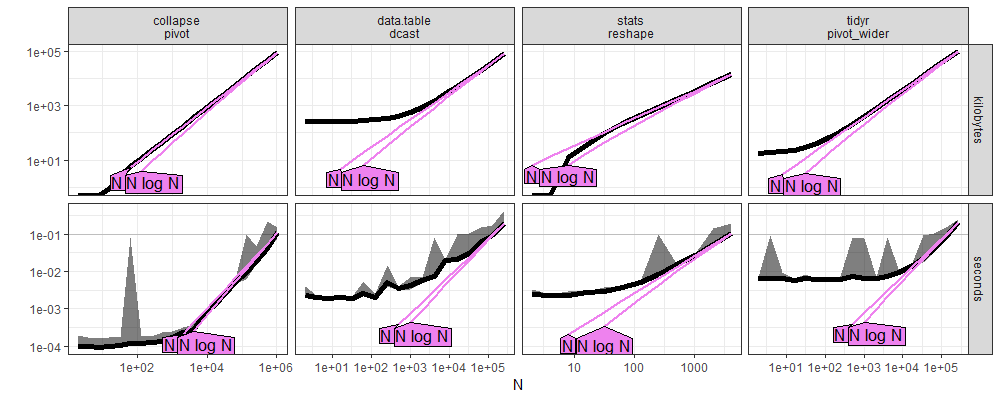 collapse
pivot
data.table
dcast
stats
reshape
tidyr
pivot_wider
1e+05
1e+03
1e+01
N
N log N
N
N log N
N
N log N
N
N log N
kilobytes
1e-01
1e-02
1e-03
1e-04
N
N log N
N
N log N
N
N log N
N
N log N
seconds
1e+02 1e+04 1e+06
1e+01 1e+02 1e+03 1e+04 1e+05
10 100 1000
1e+01 1e+02 1e+03 1e+04 1e+05
N